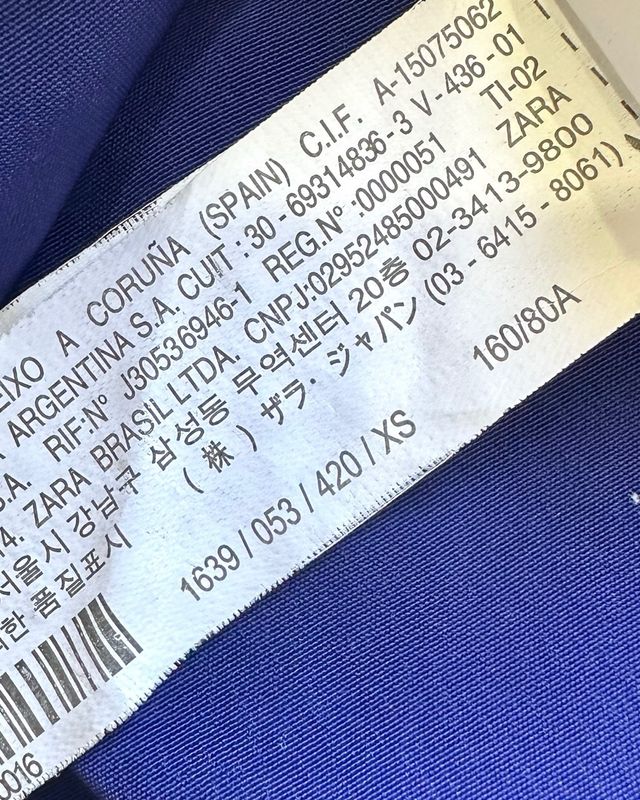 EIXO A CORUÑA (SPAIN) C.I.F. A-15075062
A ARGENTINA S.A. CUIT : 30 - 69314836 - 3 V - 436 - 01
S.A. RIF:Nº J30536946-1 REG.Nº :0000051 TI-02
14. ZARA BRASIL LTDA. CNPJ:02952485000491 ZARA
서울시 강남구 삼성동 무역센터 20층 02-3413-9800
품질표시 (株) ザラ・ジャパン (03 - 6415 - 8061)
160/80A
1639 / 053 / 420 / XS
0016